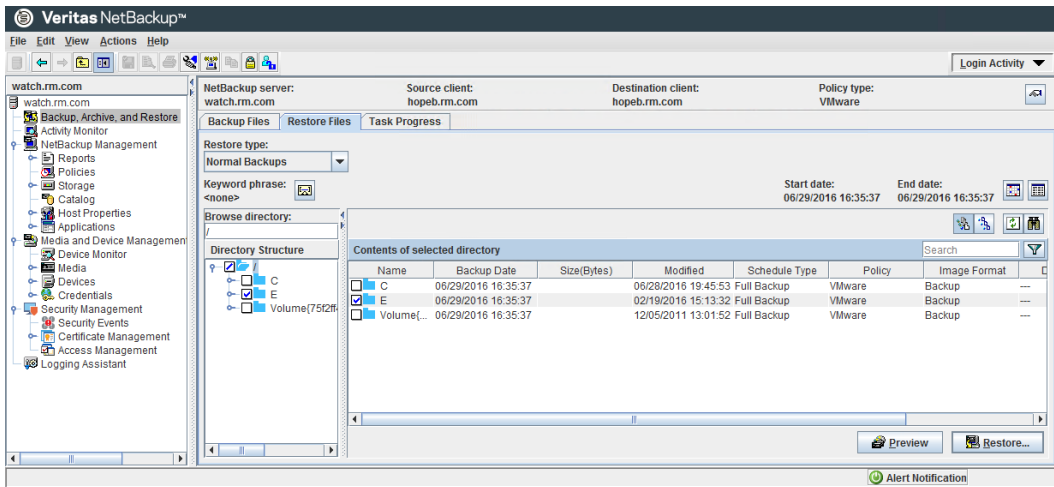 Veritas NetBackup™
File Edit View Actions Help
Login Activity
watch.rm.com
watch.rm.com
Backup, Archive, and Restore
Activity Monitor
NetBackup Management
Reports
Policies
Storage
Catalog
Host Properties
Applications
Media and Device Managemen
Device Monitor
Media
Devices
Credentials
Security Management
Security Events
Certificate Management
Access Management
Logging Assistant
NetBackup server: Source client: Destination client: Policy type:
watch.rm.com hopeb.rm.com hopeb.rm.com VMware
Backup Files Restore Files Task Progress
Restore type:
Normal Backups
Keyword phrase:
<none>
Start date: End date:
06/29/2016 16:35:37 06/29/2016 16:35:37
Browse directory:
/
Directory Structure
/
C
E
Volume{75f2ff-
Contents of selected directory
Search
Name Backup Date Size(Bytes) Modified Schedule Type Policy Image Format D
C 06/29/2016 16:35:37 06/28/2016 19:45:53 Full Backup VMware Backup ---
E 06/29/2016 16:35:37 02/19/2016 15:13:32 Full Backup VMware Backup ---
Volume{... 06/29/2016 16:35:37 12/05/2011 13:01:52 Full Backup VMware Backup ---
Preview Restore...
Alert Notification